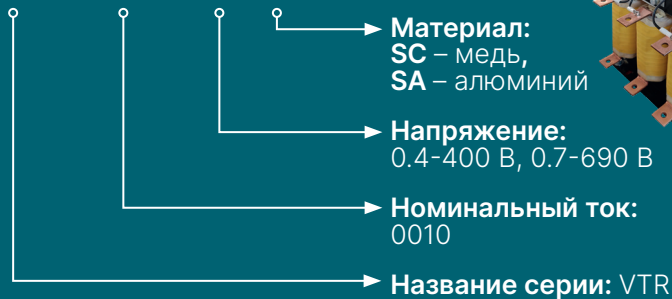 Материал:
SC – медь,
SA – алюминий
Напряжение:
0.4-400 В, 0.7-690 В
Номинальный ток:
0010
Название серии: VTR